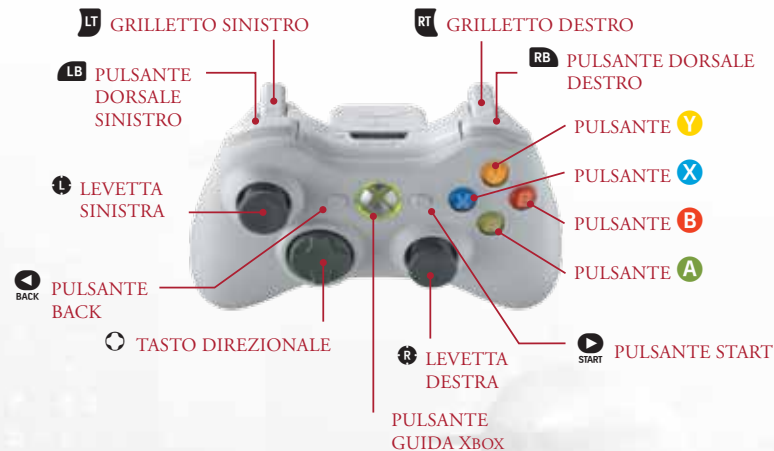 LT GRILLETTO SINISTRO
RT GRILLETTO DESTRO
LB PULSANTE
DORSALE
SINISTRO
RB PULSANTE DORSALE
DESTRO
PULSANTE Y
PULSANTE X
PULSANTE B
PULSANTE A
L LEVETTA
SINISTRA
BACK PULSANTE
BACK
TASTO DIREZIONALE
R LEVETTA
DESTRA
START PULSANTE START
PULSANTE
GUIDA XBOX
X
B